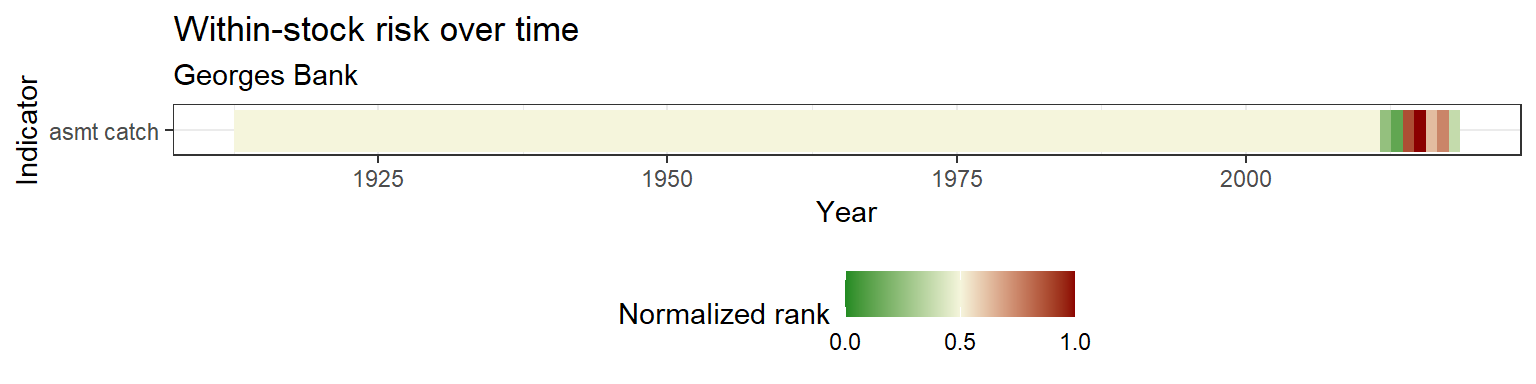 Within-stock risk over time
Georges Bank
Indicator
asmt catch
1925 1950 1975 2000
Year
Normalized rank
0.0 0.5 1.0